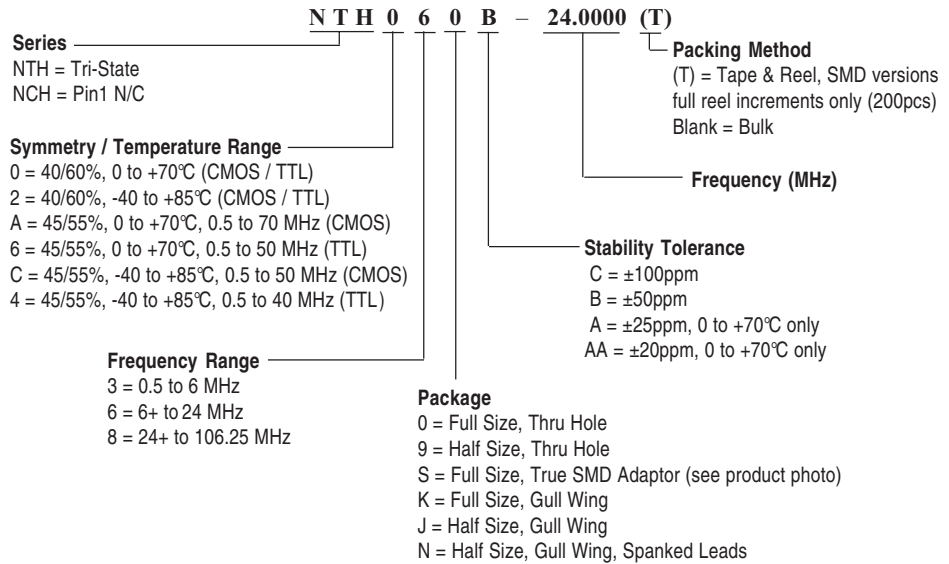 N T H 0 6 0 B – 24.0000 (T)
Series
NTH = Tri-State
NCH = Pin1 N/C
Packing Method
(T) = Tape & Reel, SMD versions
full reel increments only (200pcs)
Blank = Bulk
Symmetry / Temperature Range
0 = 40/60%, 0 to +70°C (CMOS / TTL)
2 = 40/60%, -40 to +85°C (CMOS / TTL)
A = 45/55%, 0 to +70°C, 0.5 to 70 MHz (CMOS)
6 = 45/55%, 0 to +70°C, 0.5 to 50 MHz (TTL)
C = 45/55%, -40 to +85°C, 0.5 to 50 MHz (CMOS)
4 = 45/55%, -40 to +85°C, 0.5 to 40 MHz (TTL)
Frequency (MHz)
Stability Tolerance
C = ±100ppm
B = ±50ppm
A = ±25ppm, 0 to +70°C only
AA = ±20ppm, 0 to +70°C only
Frequency Range
3 = 0.5 to 6 MHz
6 = 6+ to 24 MHz
8 = 24+ to 106.25 MHz
Package
0 = Full Size, Thru Hole
9 = Half Size, Thru Hole
S = Full Size, True SMD Adaptor (see product photo)
K = Full Size, Gull Wing
J = Half Size, Gull Wing
N = Half Size, Gull Wing, Spanked Leads